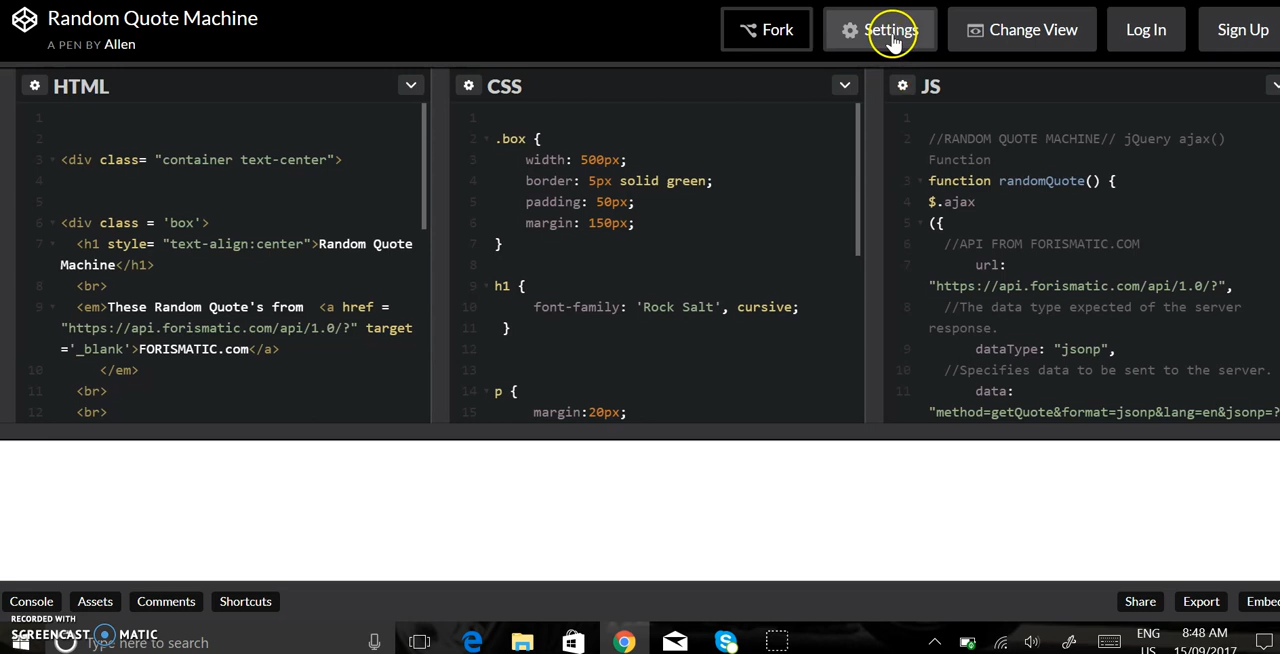 Random Quote Machine
A PEN BY Allen
Fork
Settings
Change View
Log In
Sign Up
HTML
1
2
3 <div class= "container text-center">
4
5
6 <div class = 'box'>
7 <h1 style= "text-align:center">Random Quote
Machine</h1>
8 <br>
9 <em>These Random Quote's from <a href =
"https://api.forismatic.com/api/1.0/?" target
='_blank'>FORISMATIC.com</a>
10 </em>
11 <br>
12 <br>
CSS
1
2 .box {
3 width: 500px;
4 border: 5px solid green;
5 padding: 50px;
6 margin: 150px;
7 }
8
9 h1 {
10 font-family: 'Rock Salt', cursive;
11 }
12
13
14 p {
15 margin:20px;
JS
1
2 //RANDOM QUOTE MACHINE// jQuery ajax()
Function
3 function randomQuote() {
4 $.ajax
5 ({
6 //API FROM FORISMATIC.COM
7 url:
"https://api.forismatic.com/api/1.0/?",
8 //The data type expected of the server
response.
9 dataType: "jsonp",
10 //Specifies data to be sent to the server.
11 data:
"method=getQuote&format=jsonp&lang=en&jsonp=?
Console
Assets
Comments
Shortcuts
Share
Export
Embe
RECORDED WITH
SCREENCAST MATIC
Type here to search
ENG
US
8:48 AM
15/09/2017